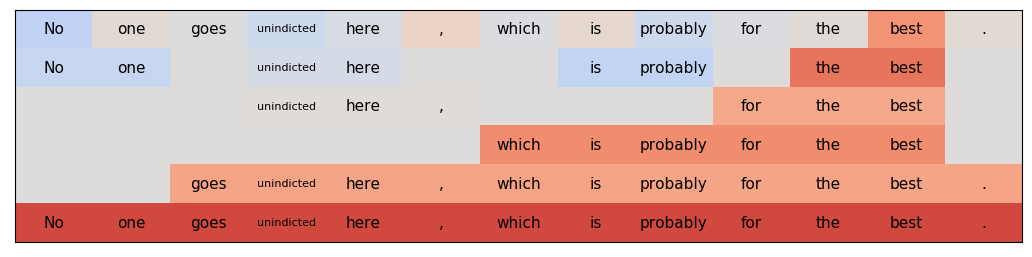 No one goes unindicted here , which is probably for the best .
No one unindicted here is probably the best
unindicted here , for the best
which is probably for the best
goes unindicted here , which is probably for the best .
No one goes unindicted here , which is probably for the best .